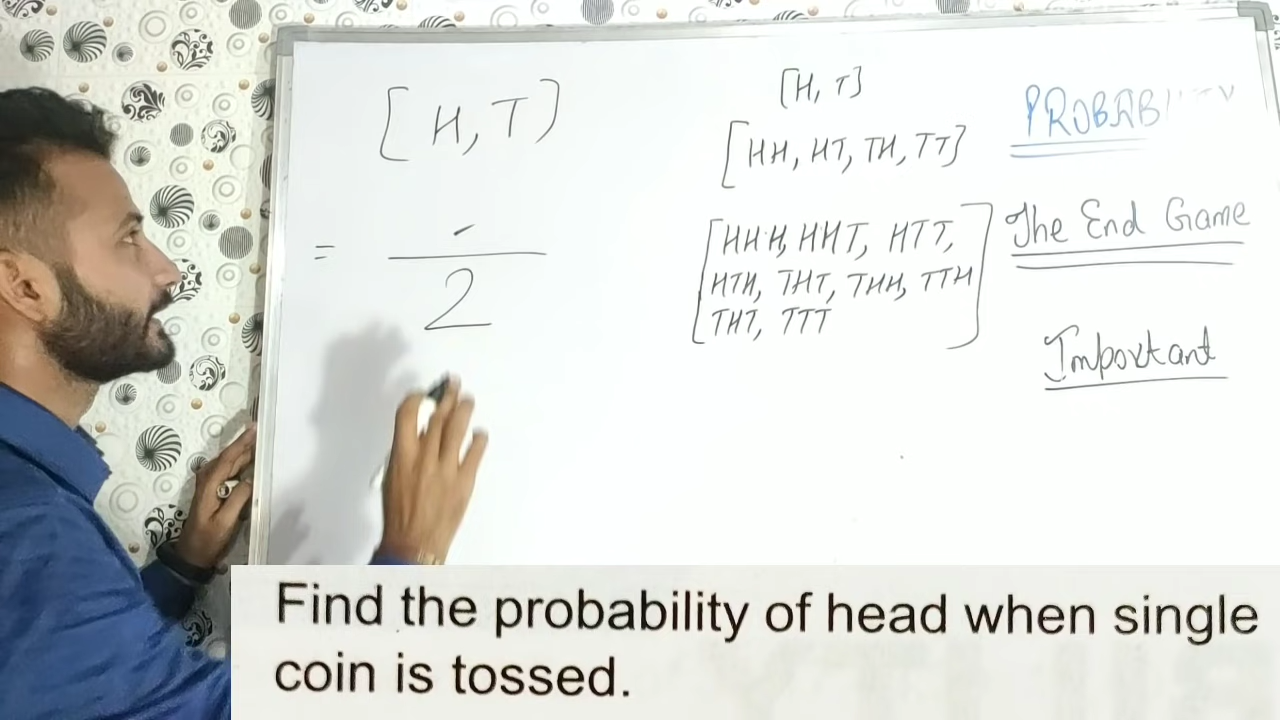 [H, T]
=
2
[H, T]
[HH, HT, TH, TT]
[HHH, HHT, HTT,
HTH, THT, THH, TTH
THT, TTT]
PROBAB
The End Game
Important
Find the probability of head when single
coin is tossed.